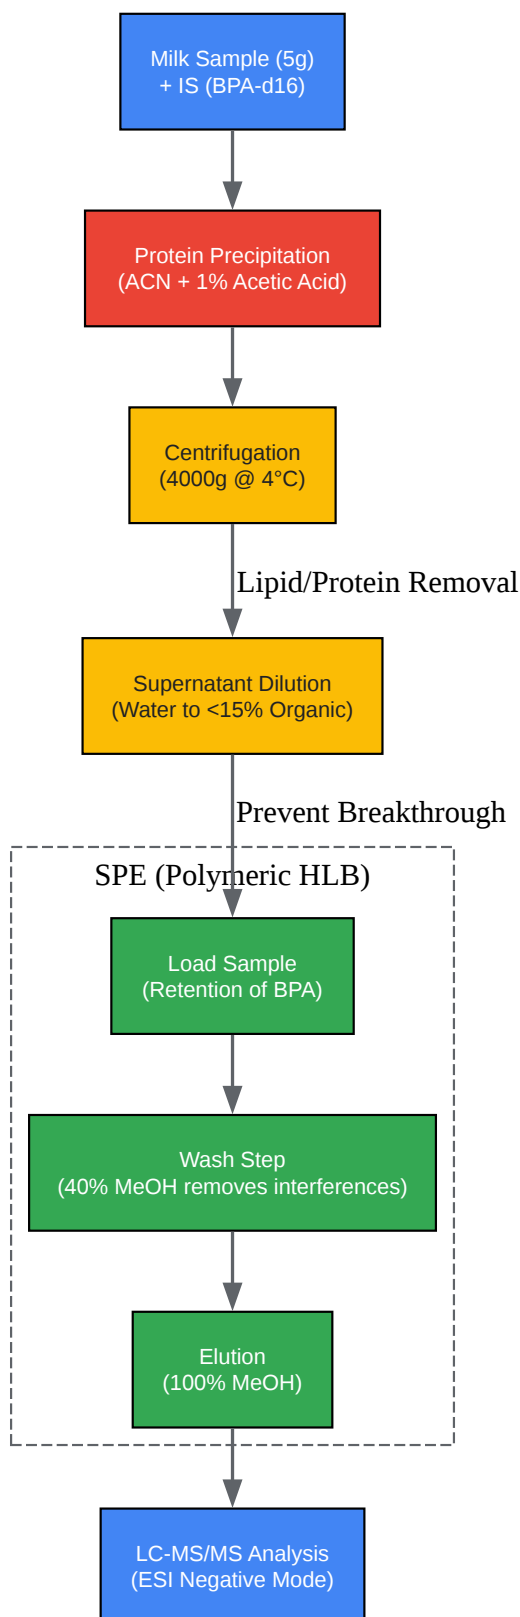 Milk Sample (5g)
+ IS (BPA-d16)
Protein Precipitation
(ACN + 1% Acetic Acid)
Centrifugation
(4000g @ 4°C)
Lipid/Protein Removal
Supernatant Dilution
(Water to <15% Organic)
Prevent Breakthrough
SPE (Polymeric HLB)
Load Sample
(Retention of BPA)
Wash Step
(40% MeOH removes interferences)
Elution
(100% MeOH)
LC-MS/MS Analysis
(ESI Negative Mode)